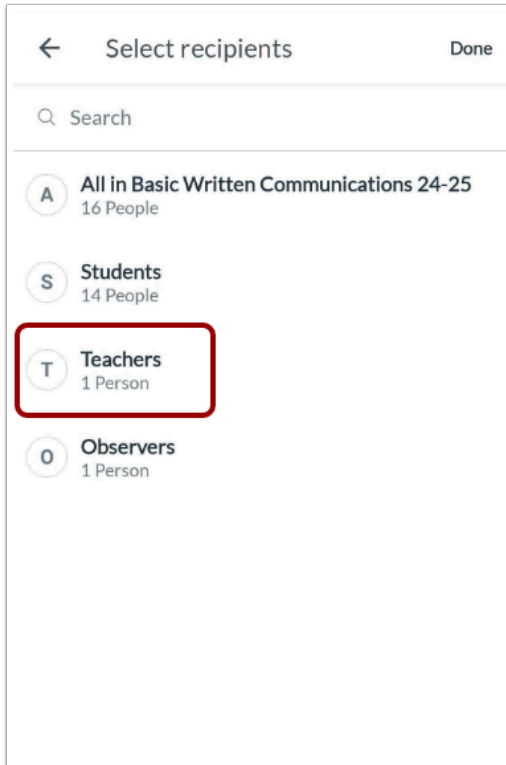 Select recipients Done
Search
A All in Basic Written Communications 24-25
16 People
S Students
14 People
T Teachers
1 Person
O Observers
1 Person